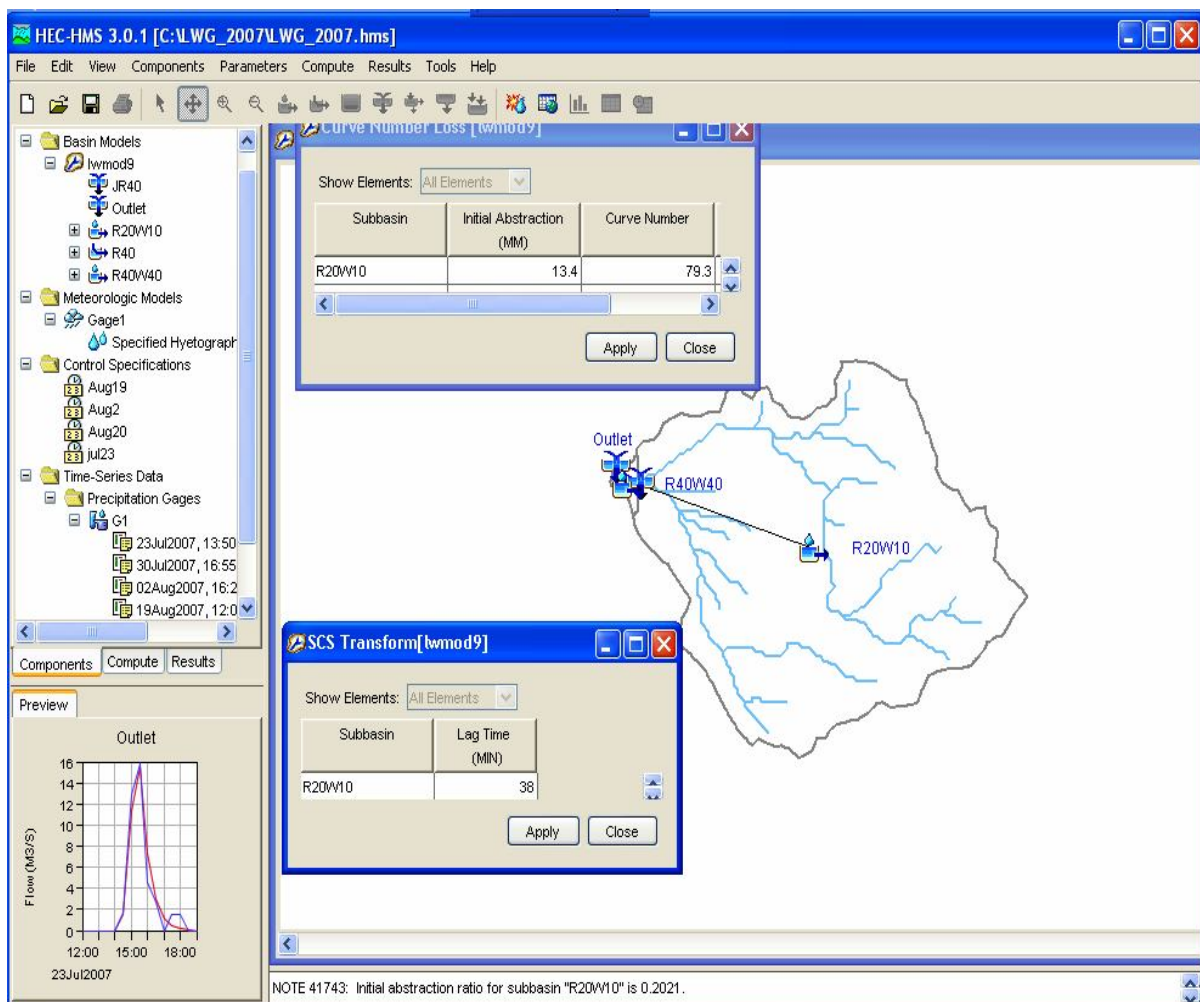 HEC-HMS 3.0.1 [C:\LWG_2007\LWG_2007.hms]
File Edit View Components Parameters Compute Results Tools Help
Basin Models
lwmod9
JR40
Outlet
R20W10
R40
R40W40
Meteorologic Models
Gage1
Specified Hyetograph
Control Specifications
Aug19
Aug2
Aug20
jul23
Time-Series Data
Precipitation Gages
G1
23Jul2007, 13:50
30Jul2007, 16:55
02Aug2007, 16:2
19Aug2007, 12:0
Components Compute Results
Preview
Outlet
16
14
12
10
8
6
4
2
0
Flow (M3/S)
12:00 15:00 18:00
23Jul2007
Curve Number Loss [lwmod9]
Show Elements: All Elements
Subbasin Initial Abstraction Curve Number
(MM)
R20W10 13.4 79.3
Apply Close
Outlet
R40W40
R20W10
SCS Transform[lwmod9]
Show Elements: All Elements
Subbasin Lag Time
(MIN)
R20W10 38
Apply Close
NOTE 41743: Initial abstraction ratio for subbasin "R20W10" is 0.2021.